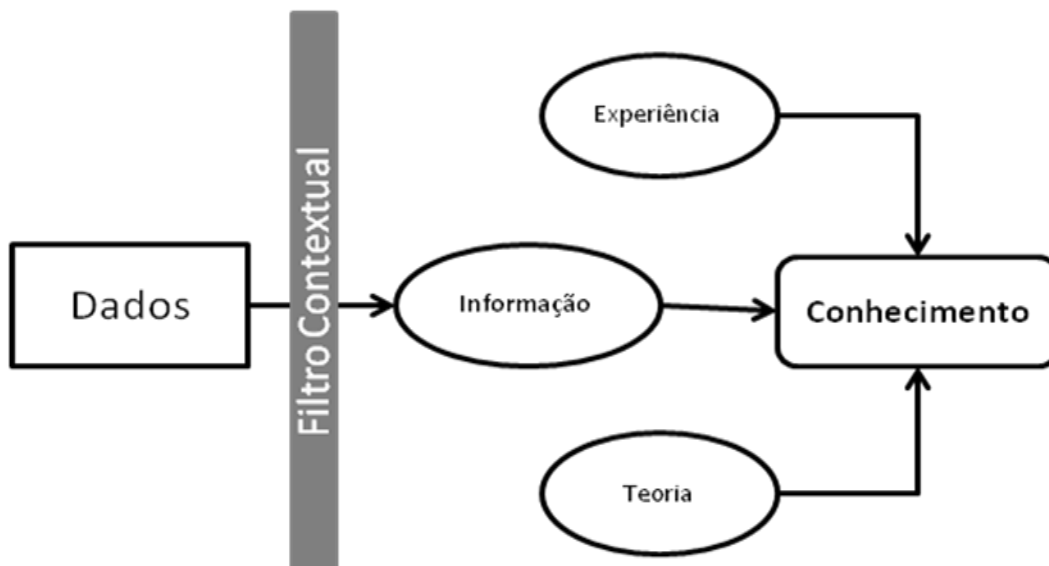 Dados
Filtro Contextual
Informação
Experiência
Teoria
Conhecimento